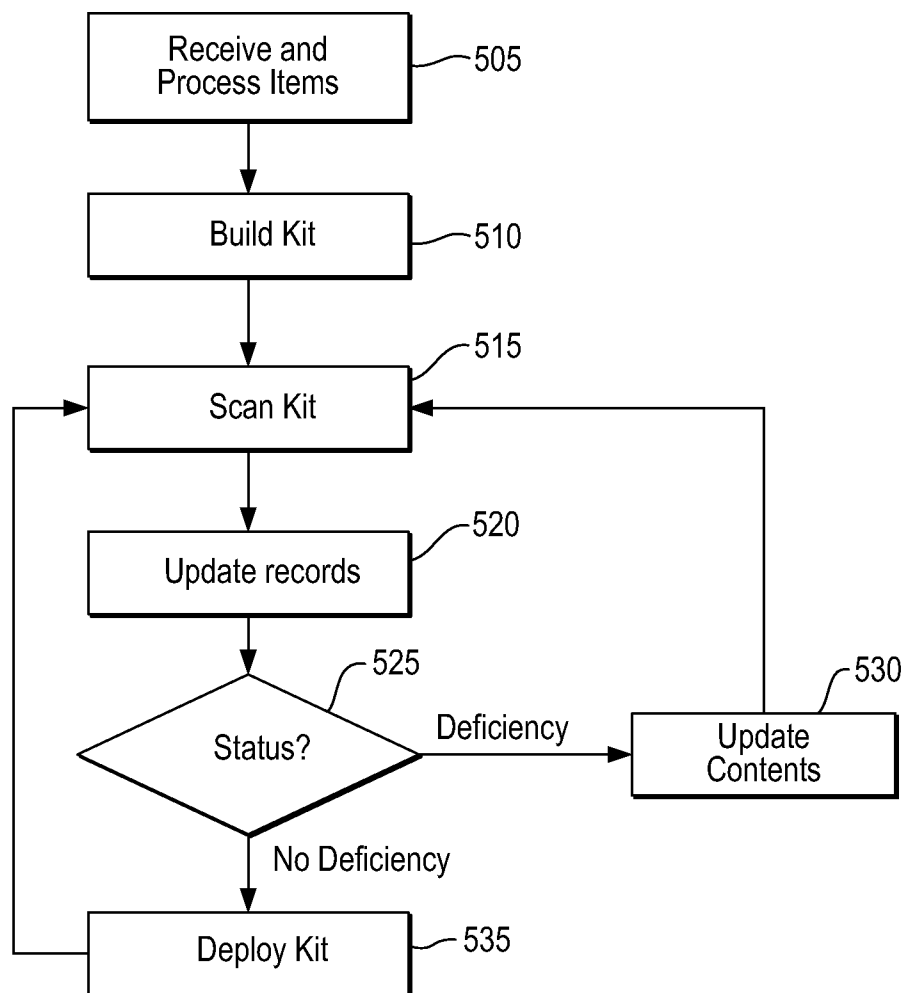 Receive and
Process Items
505
Build Kit
510
515
Scan Kit
520
Update records
525
Status?
Deficiency
530
Update
Contents
No Deficiency
Deploy Kit
535